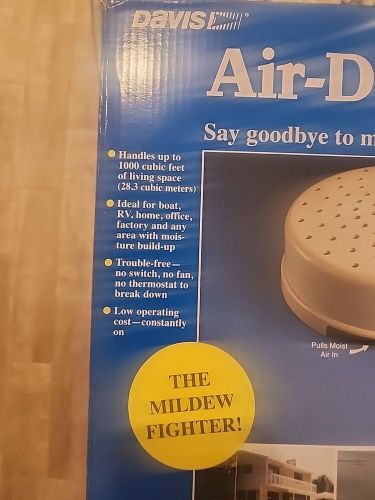 DAVIS
Air-D
Say goodbye to m
Handles up to
1000 cubic feet
of living space
(28.3 cubic meters)
Ideal for boat,
RV, home, office,
factory and any
area with mois-
ture build-up
Trouble-free—
no switch, no fan,
no thermostat to
break down
Low operating
cost—constantly
on
Pulls Moist
Air In
THE
MILDEW
FIGHTER!